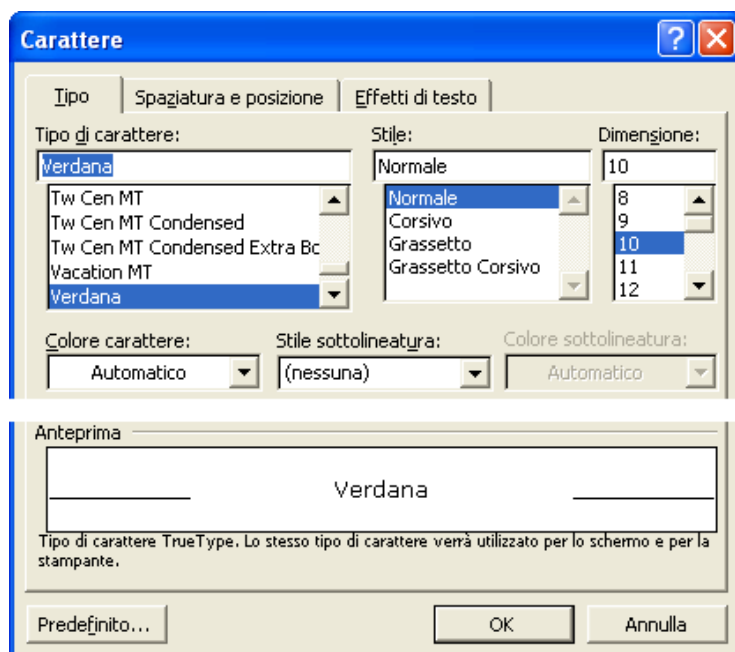 Carattere
Tipo Spaziatura e posizione Effetti di testo
Tipo di carattere: Stile: Dimensione:
Verdana Normale 10
Tw Cen MT Normale 8
Tw Cen MT Condensed Corsivo 9
Tw Cen MT Condensed Extra Bc Grassetto 10
Vacation MT Grassetto Corsivo 11
Verdana 12
Colore carattere: Stile sottolineatura: Colore sottolineatura:
Automatico (nessuna) Automatico
Anteprima
Verdana
Tipo di carattere TrueType. Lo stesso tipo di carattere verrà utilizzato per lo schermo e per la
stampante.
Predefinito... OK Annulla